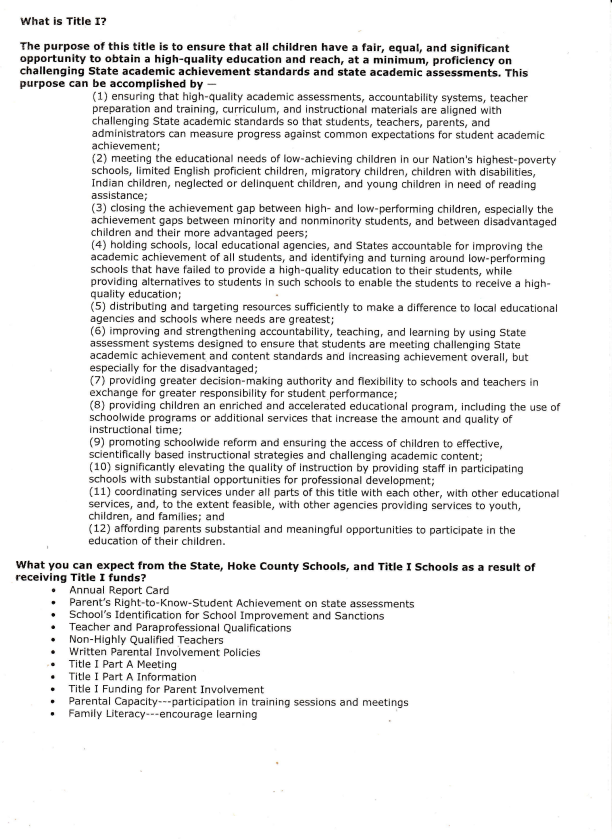 What is Title I?
The purpose of this title is to ensure that all children have a fair, equal, and significant
opportunity to obtain a high-quality education and reach, at a minimum, proficiency on
challenging State academic achievement standards and state academic assessments. This
purpose can be accomplished by —
(1) ensuring that high-quality academic assessments, accountability systems, teacher
preparation and training, curriculum, and instructional materials are aligned with
challenging State academic standards so that students, teachers, parents, and
administrators can measure progress against common expectations for student academic
achievement;
(2) meeting the educational needs of low-achieving children in our Nation's highest-poverty
schools, limited English proficient children, migratory children, children with disabilities,
Indian children, neglected or delinquent children, and young children in need of reading
assistance;
(3) closing the achievement gap between high- and low-performing children, especially the
achievement gaps between minority and nonminority students, and between disadvantaged
children and their more advantaged peers;
(4) holding schools, local educational agencies, and States accountable for improving the
academic achievement of all students, and identifying and turning around low-performing
schools that have failed to provide a high-quality education to their students, while
providing alternatives to students in such schools to enable the students to receive a high-
quality education;
(5) distributing and targeting resources sufficiently to make a difference to local educational
agencies and schools where needs are greatest;
(6) improving and strengthening accountability, teaching, and learning by using State
assessment systems designed to ensure that students are meeting challenging State
academic achievement and content standards and increasing achievement overall, but
especially for the disadvantaged;
(7) providing greater decision-making authority and flexibility to schools and teachers in
exchange for greater responsibility for student performance;
(8) providing children an enriched and accelerated educational program, including the use of
schoolwide programs or additional services that increase the amount and quality of
instructional time;
(9) promoting schoolwide reform and ensuring the access of children to effective,
scientifically based instructional strategies and challenging academic content;
(10) significantly elevating the quality of instruction by providing staff in participating
schools with substantial opportunities for professional development;
(11) coordinating services under all parts of this title with each other, with other educational
services, and, to the extent feasible, with other agencies providing services to youth,
children, and families; and
(12) affording parents substantial and meaningful opportunities to participate in the
education of their children.
What you can expect from the State, Hoke County Schools, and Title I Schools as a result of
receiving Title I funds?
• Annual Report Card
• Parent's Right-to-Know-Student Achievement on state assessments
• School's Identification for School Improvement and Sanctions
• Teacher and Paraprofessional Qualifications
• Non-Highly Qualified Teachers
• Written Parental Involvement Policies
• Title I Part A Meeting
• Title I Part A Information
• Title I Funding for Parent Involvement
• Parental Capacity---participation in training sessions and meetings
• Family Literacy---encourage learning